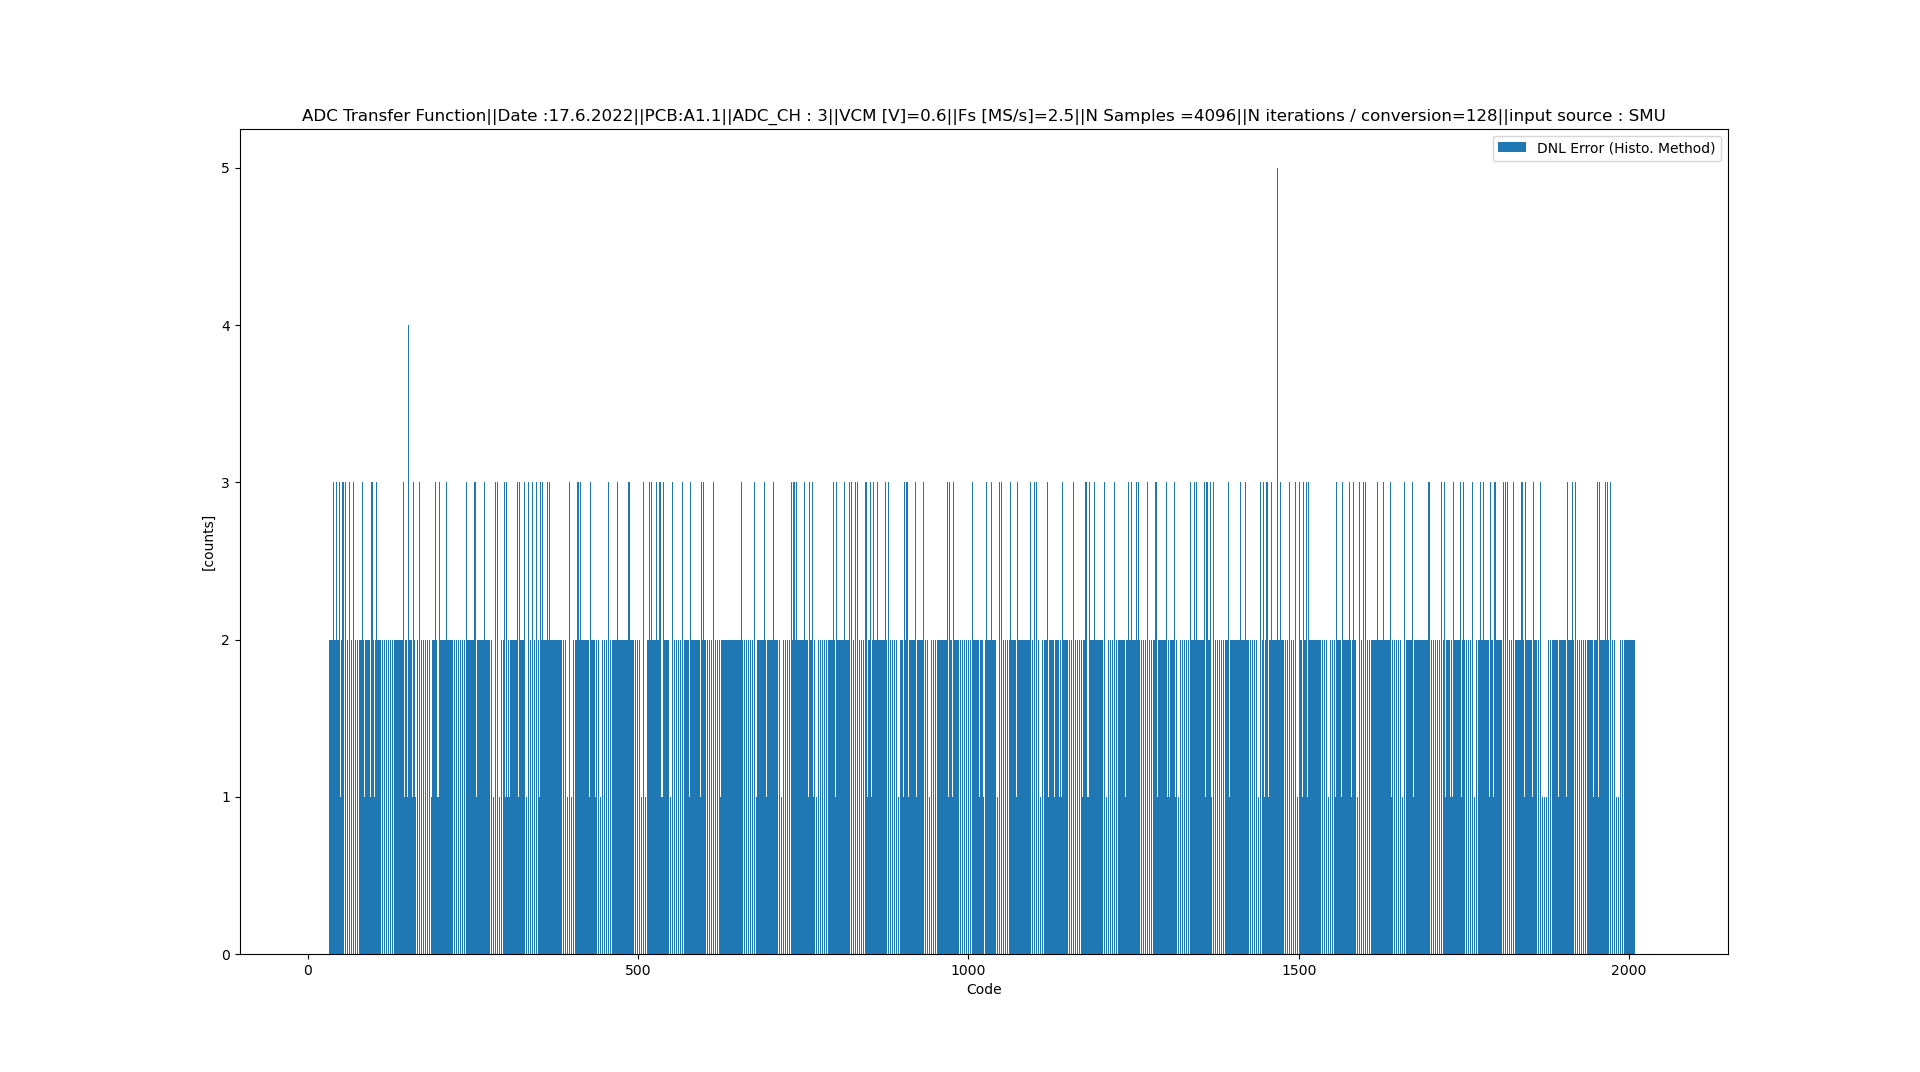 ADC Transfer Function||Date :17.6.2022||PCB:A1.1||ADC_CH : 3||VCM [V]=0.6||Fs [MS/s]=2.5||N Samples =4096||N iterations / conversion=128||input source : SMU
DNL Error (Histo. Method)
5
4
3
2
1
0
[counts]
0 500 1000 1500 2000
Code